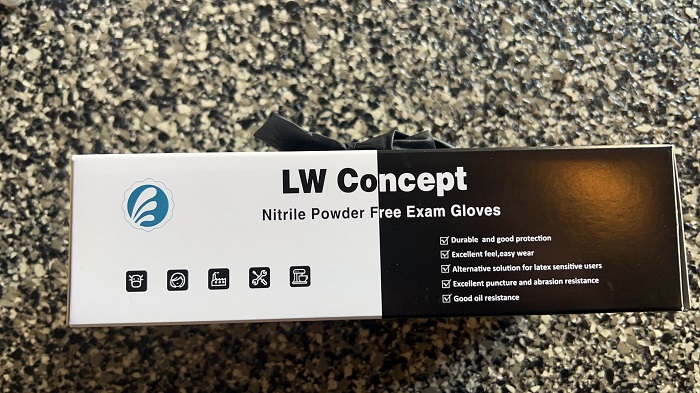 LW Concept
Nitrile Powder Free Exam Gloves
Durable and good protection
Excellent feel,easy wear
Alternative solution for latex sensitive users
Excellent puncture and abrasion resistance
Good oil resistance